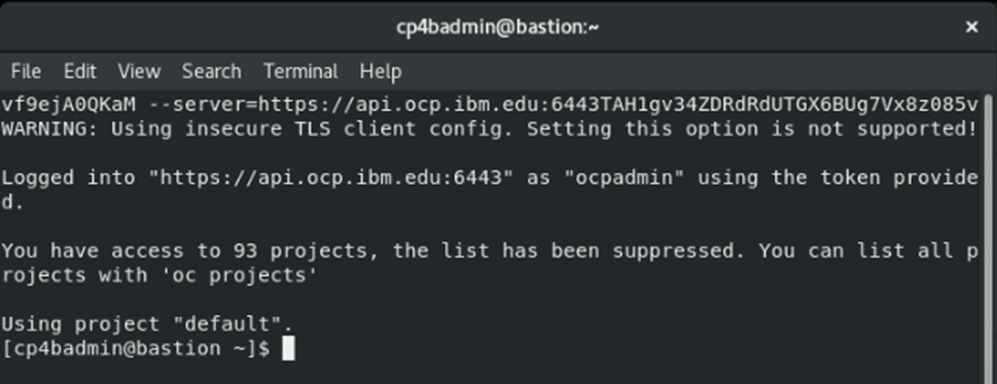 cp4badmin@bastion:~ ×
File Edit View Search Terminal Help
vf9ejA0QKaM --server=https://api.ocp.ibm.edu:6443TAH1gv34ZDRdRdUTGX6BUg7Vx8z085v
WARNING: Using insecure TLS client config. Setting this option is not supported!
Logged into "https://api.ocp.ibm.edu:6443" as "ocpadmin" using the token provide
d.
You have access to 93 projects, the list has been suppressed. You can list all p
rojects with 'oc projects'
Using project "default".
[cp4badmin@bastion ~]$